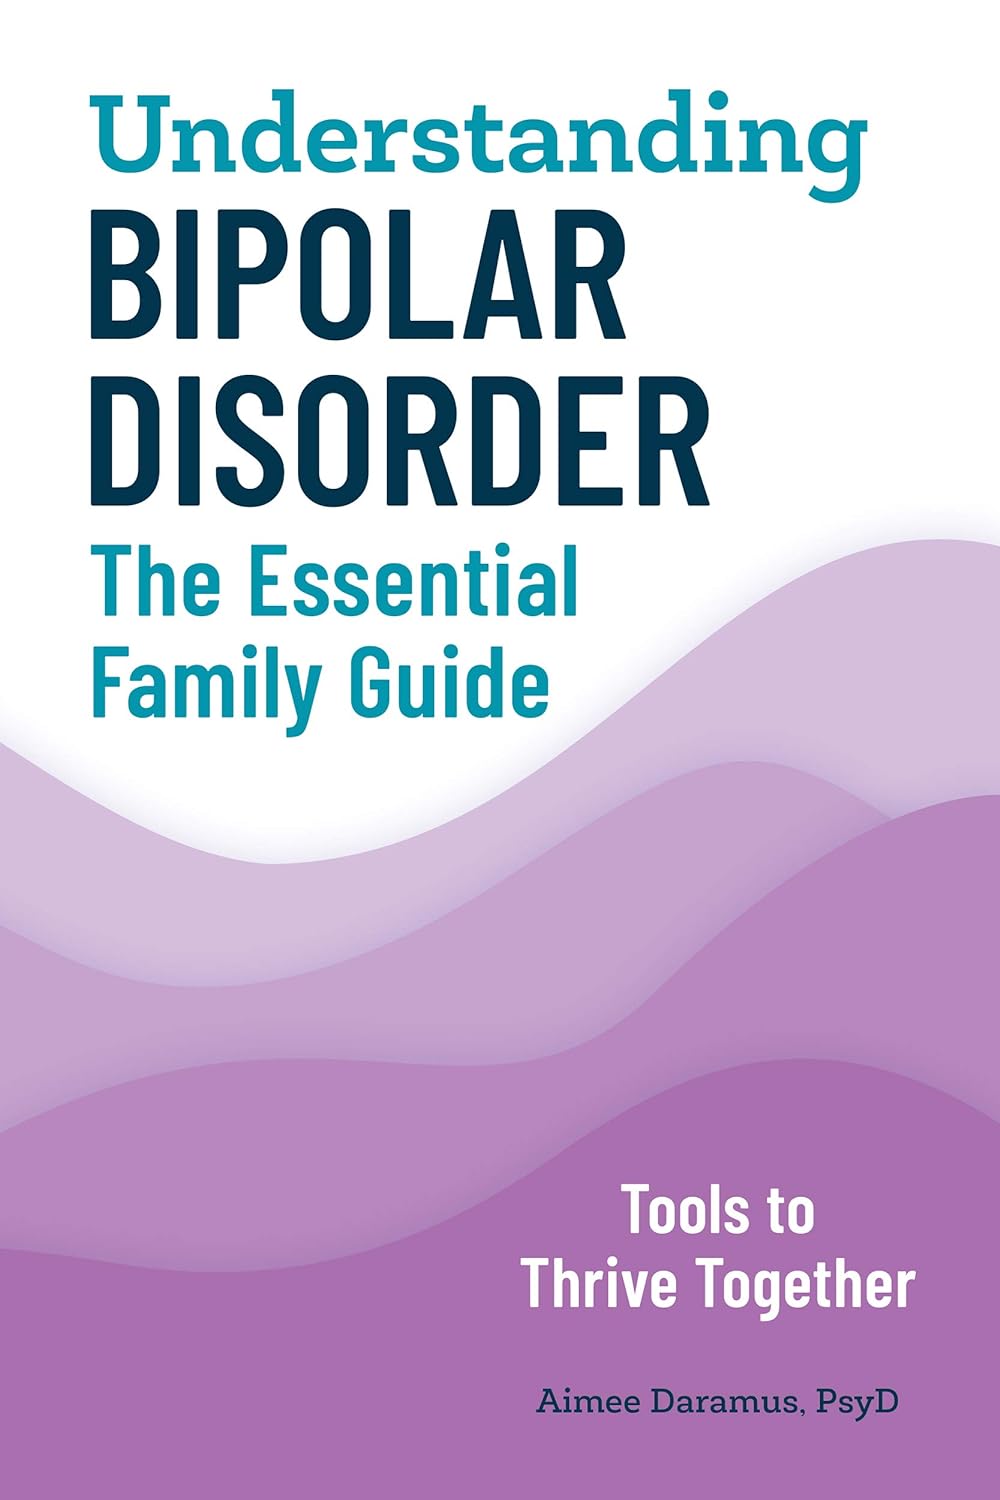 Understanding
BIPOLAR
DISORDER
The Essential
Family Guide
Tools to
Thrive Together
Aimee Daramus, PsyD